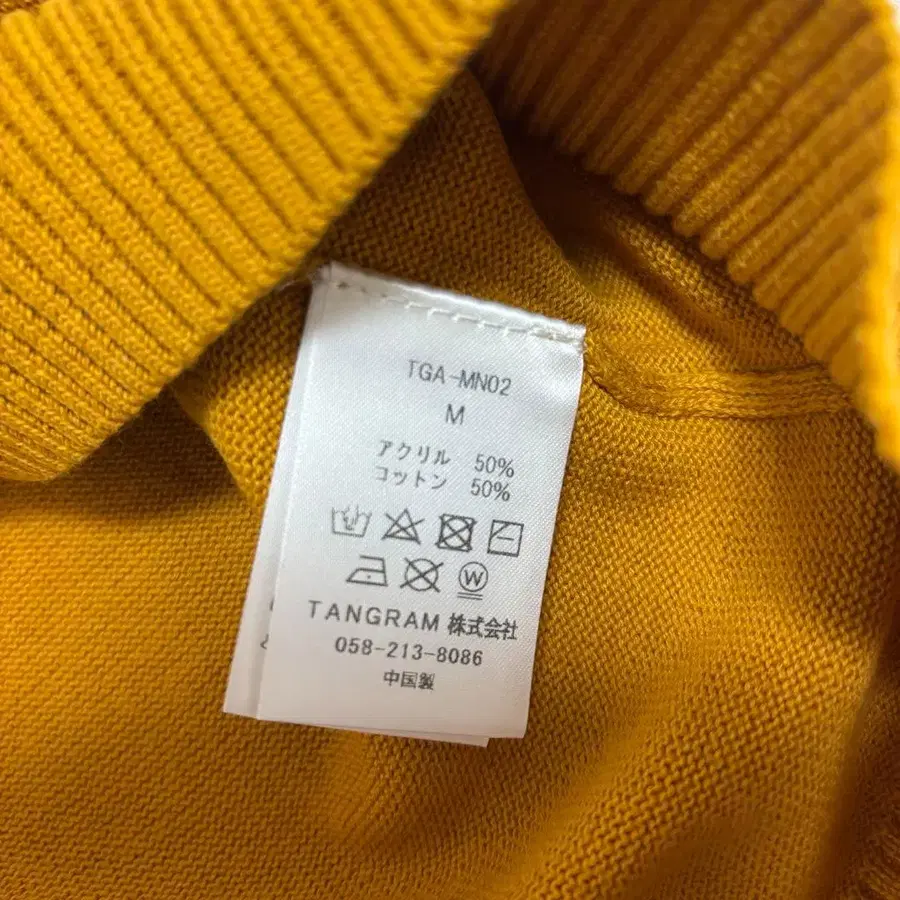 TGA-MN02
M
アクリル 50%
コットン 50%
W
TANGRAM 株式会社
058-213-8086
中国製